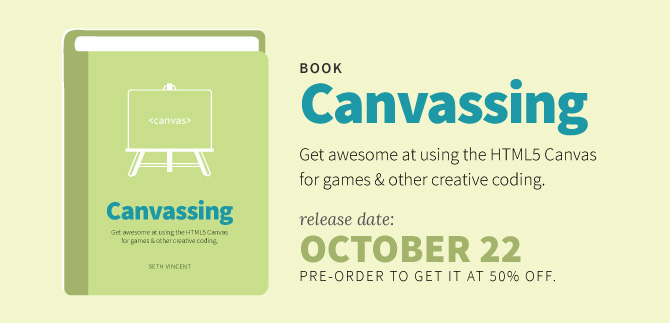 <canvas>
Canvassing
Get awesome at using the HTML5 Canvas
for games & other creative coding.
SETH VINCENT
BOOK
Canvassing
Get awesome at using the HTML5 Canvas
for games & other creative coding.
release date:
OCTOBER 22
PRE-ORDER TO GET IT AT 50% OFF.